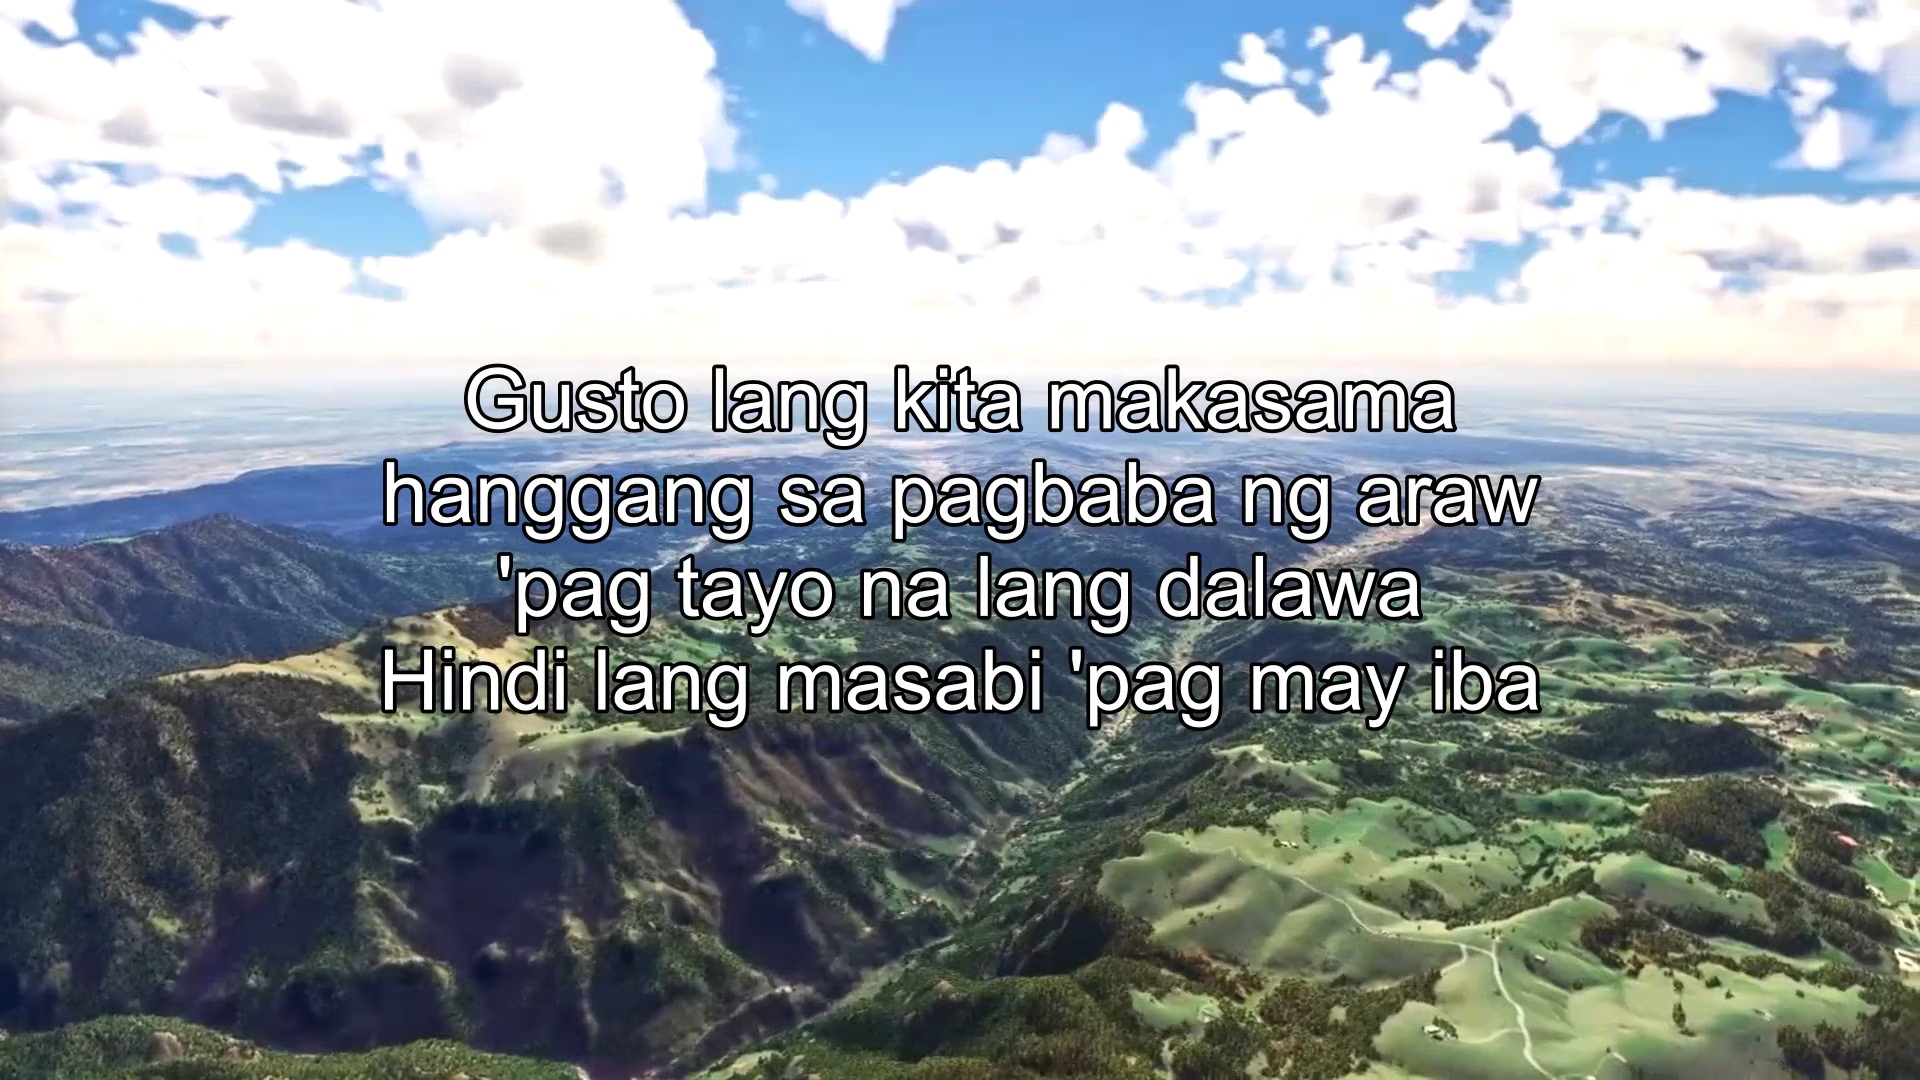 Gusto lang kita makasama
hanggang sa pagbaba ng araw
'pag tayo na lang dalawa
Hindi lang masabi 'pag may iba